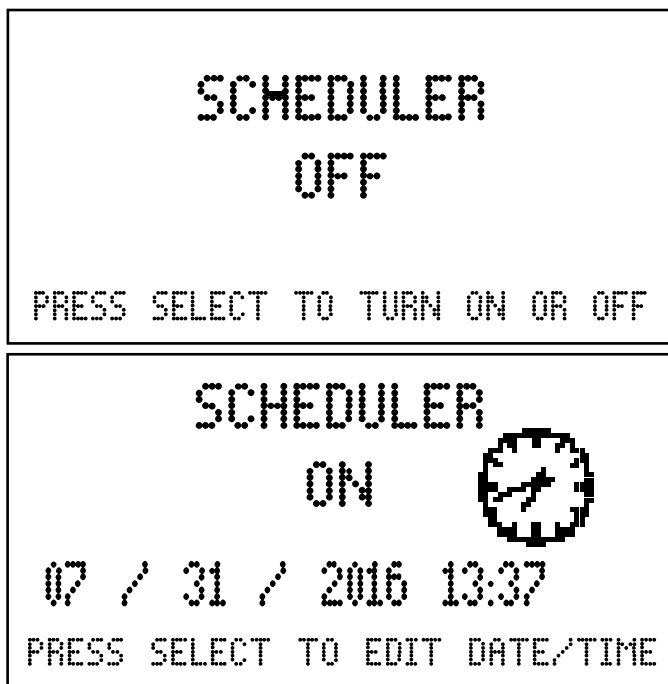 SCHEDULER
OFF
PRESS SELECT TO TURN ON OR OFF
SCHEDULER
ON
07 / 31 / 2016 13:37
PRESS SELECT TO EDIT DATE/TIME